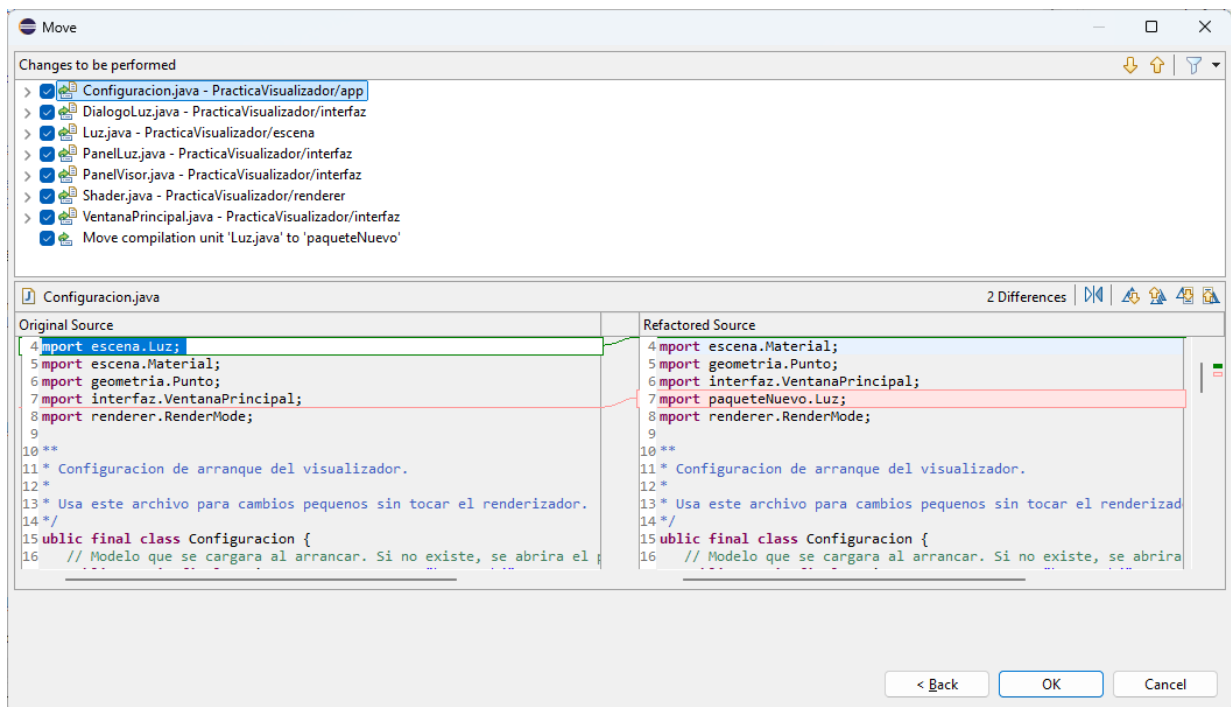 Move
Changes to be performed
Configuracion.java - PracticaVisualizador/app
DialogoLuz.java - PracticaVisualizador/interfaz
Luz.java - PracticaVisualizador/escena
PanelLuz.java - PracticaVisualizador/interfaz
PanelVisor.java - PracticaVisualizador/interfaz
Shader.java - PracticaVisualizador/renderer
VentanaPrincipal.java - PracticaVisualizador/interfaz
Move compilation unit 'Luz.java' to 'paqueteNuevo'
Configuracion.java
2 Differences
Original Source
4 mport escena.Luz;
5 mport escena.Material;
6 mport geometria.Punto;
7 mport interfaz.VentanaPrincipal;
8 mport renderer.RenderMode;
9
10 **
11 * Configuracion de arranque del visualizador.
12 *
13 * Usa este archivo para cambios pequenos sin tocar el renderizador.
14 */
15 ublic final class Configuracion {
16 // Modelo que se cargara al arrancar. Si no existe, se abrira el
Refactored Source
4 mport escena.Material;
5 mport geometria.Punto;
6 mport interfaz.VentanaPrincipal;
7 mport paqueteNuevo.Luz;
8 mport renderer.RenderMode;
9
10 **
11 * Configuracion de arranque del visualizador.
12 *
13 * Usa este archivo para cambios pequenos sin tocar el renderizad
14 */
15 ublic final class Configuracion {
16 // Modelo que se cargara al arrancar. Si no existe, se abrira
< Back
OK
Cancel